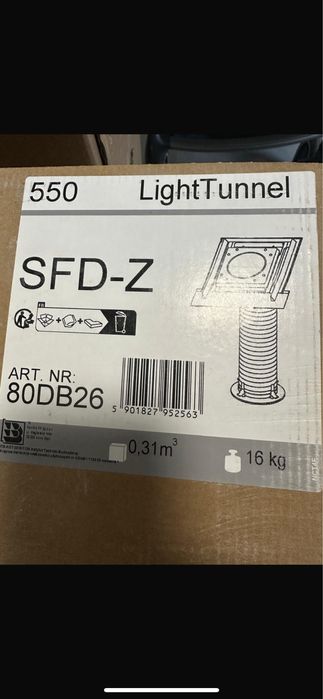 550 LightTunnel
SFD-Z
ART. NR:
80DB26
5 901827 952563
0,31m³
16 kg